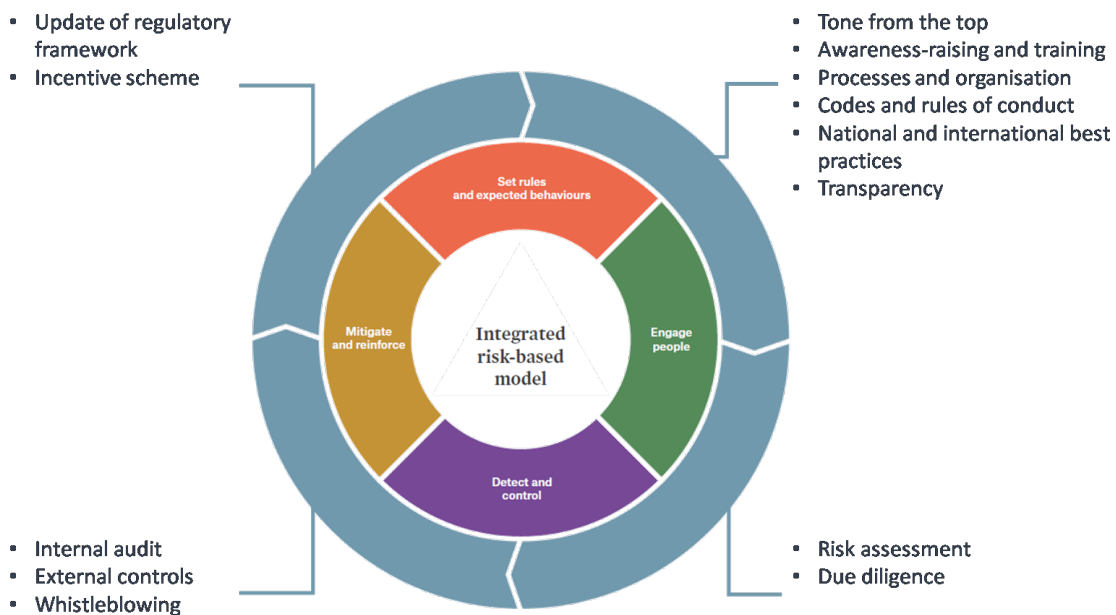 • Update of regulatory
framework
• Incentive scheme
• Tone from the top
• Awareness-raising and training
• Processes and organisation
• Codes and rules of conduct
• National and international best
practices
• Transparency
Set rules
and expected behaviours
Mitigate
and reinforce
Integrated
risk-based
model
Engage
people
Detect and
control
• Internal audit
• External controls
• Whistleblowing
• Risk assessment
• Due diligence